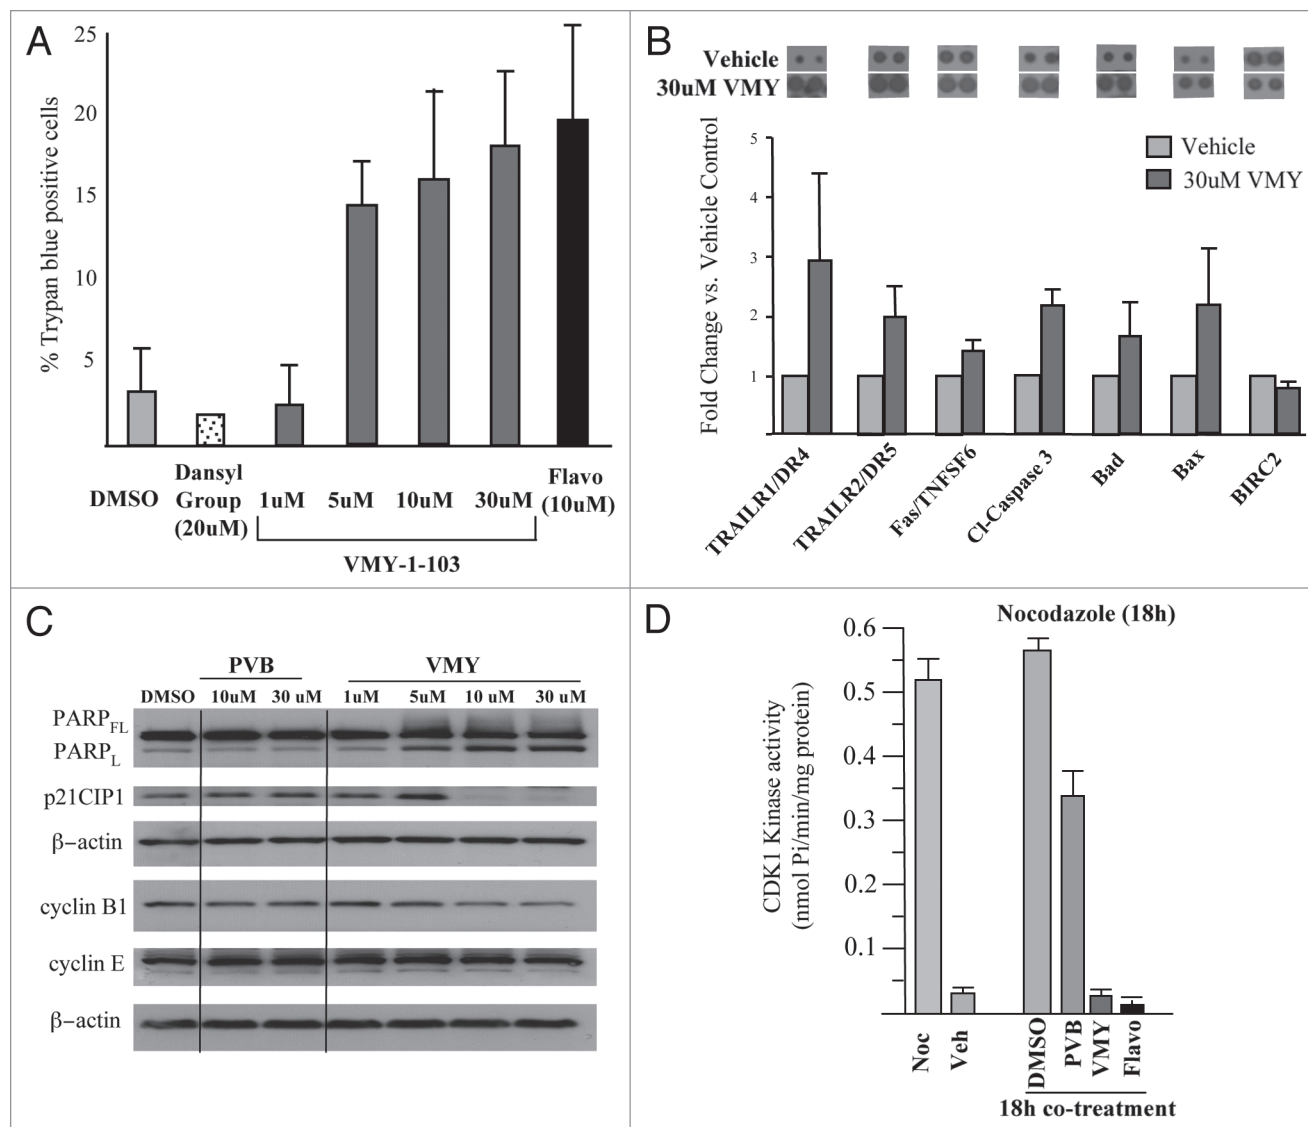 A
% Trypan blue positive cells
25
20
15
10
5
DMSO
Dansyl
Group
(20uM)
1uM
5uM
10uM
30uM
Flavo
(10uM)
VMY-1-103
B
Vehicle
30uM VMY
Fold Change vs. Vehicle Control
5
4
3
2
1
Vehicle
30uM VMY
TRAILR1/DR4
TRAILR2/DR5
Fas/TNFSF6
Cl-Caspase 3
Bad
Bax
BIRC2
C
PVB
VMY
DMSO 10uM 30 uM 1uM 5uM 10 uM 30 uM
PARPFL
PARPL
p21CIP1
β−actin
cyclin B1
cyclin E
β−actin
D
Nocodazole (18h)
CDK1 Kinase activity
(nmol Pi/min/mg protein)
0.6
0.5
0.4
0.3
0.2
0.1
Noc
Veh
DMSO
PVB
VMY
Flavo
18h co-treatment